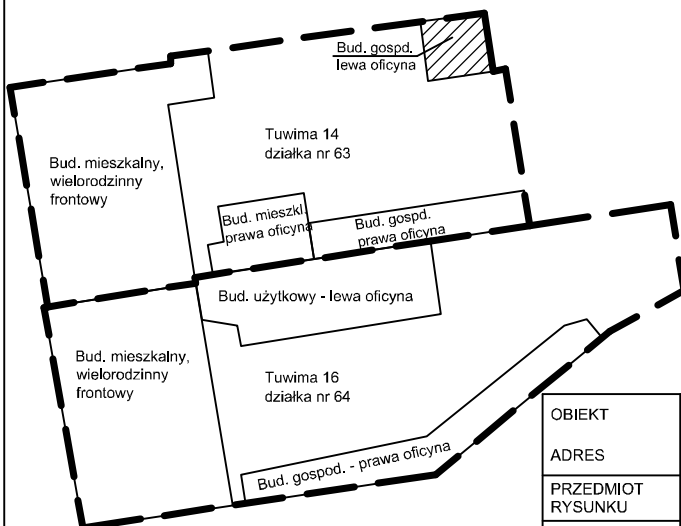 Bud. gospd.
lewa oficyna
Tuwima 14
działka nr 63
Bud. mieszkalny,
wielorodzinny
frontowy
Bud. mieszkl.
prawa oficyna
Bud. gospd.
prawa oficyna
Bud. użytkowy - lewa oficyna
Bud. mieszkalny,
wielorodzinny
frontowy
Tuwima 16
działka nr 64
Bud. gospod. - prawa oficyna
OBIEKT
ADRES
PRZEDMIOT
RYSUNKU